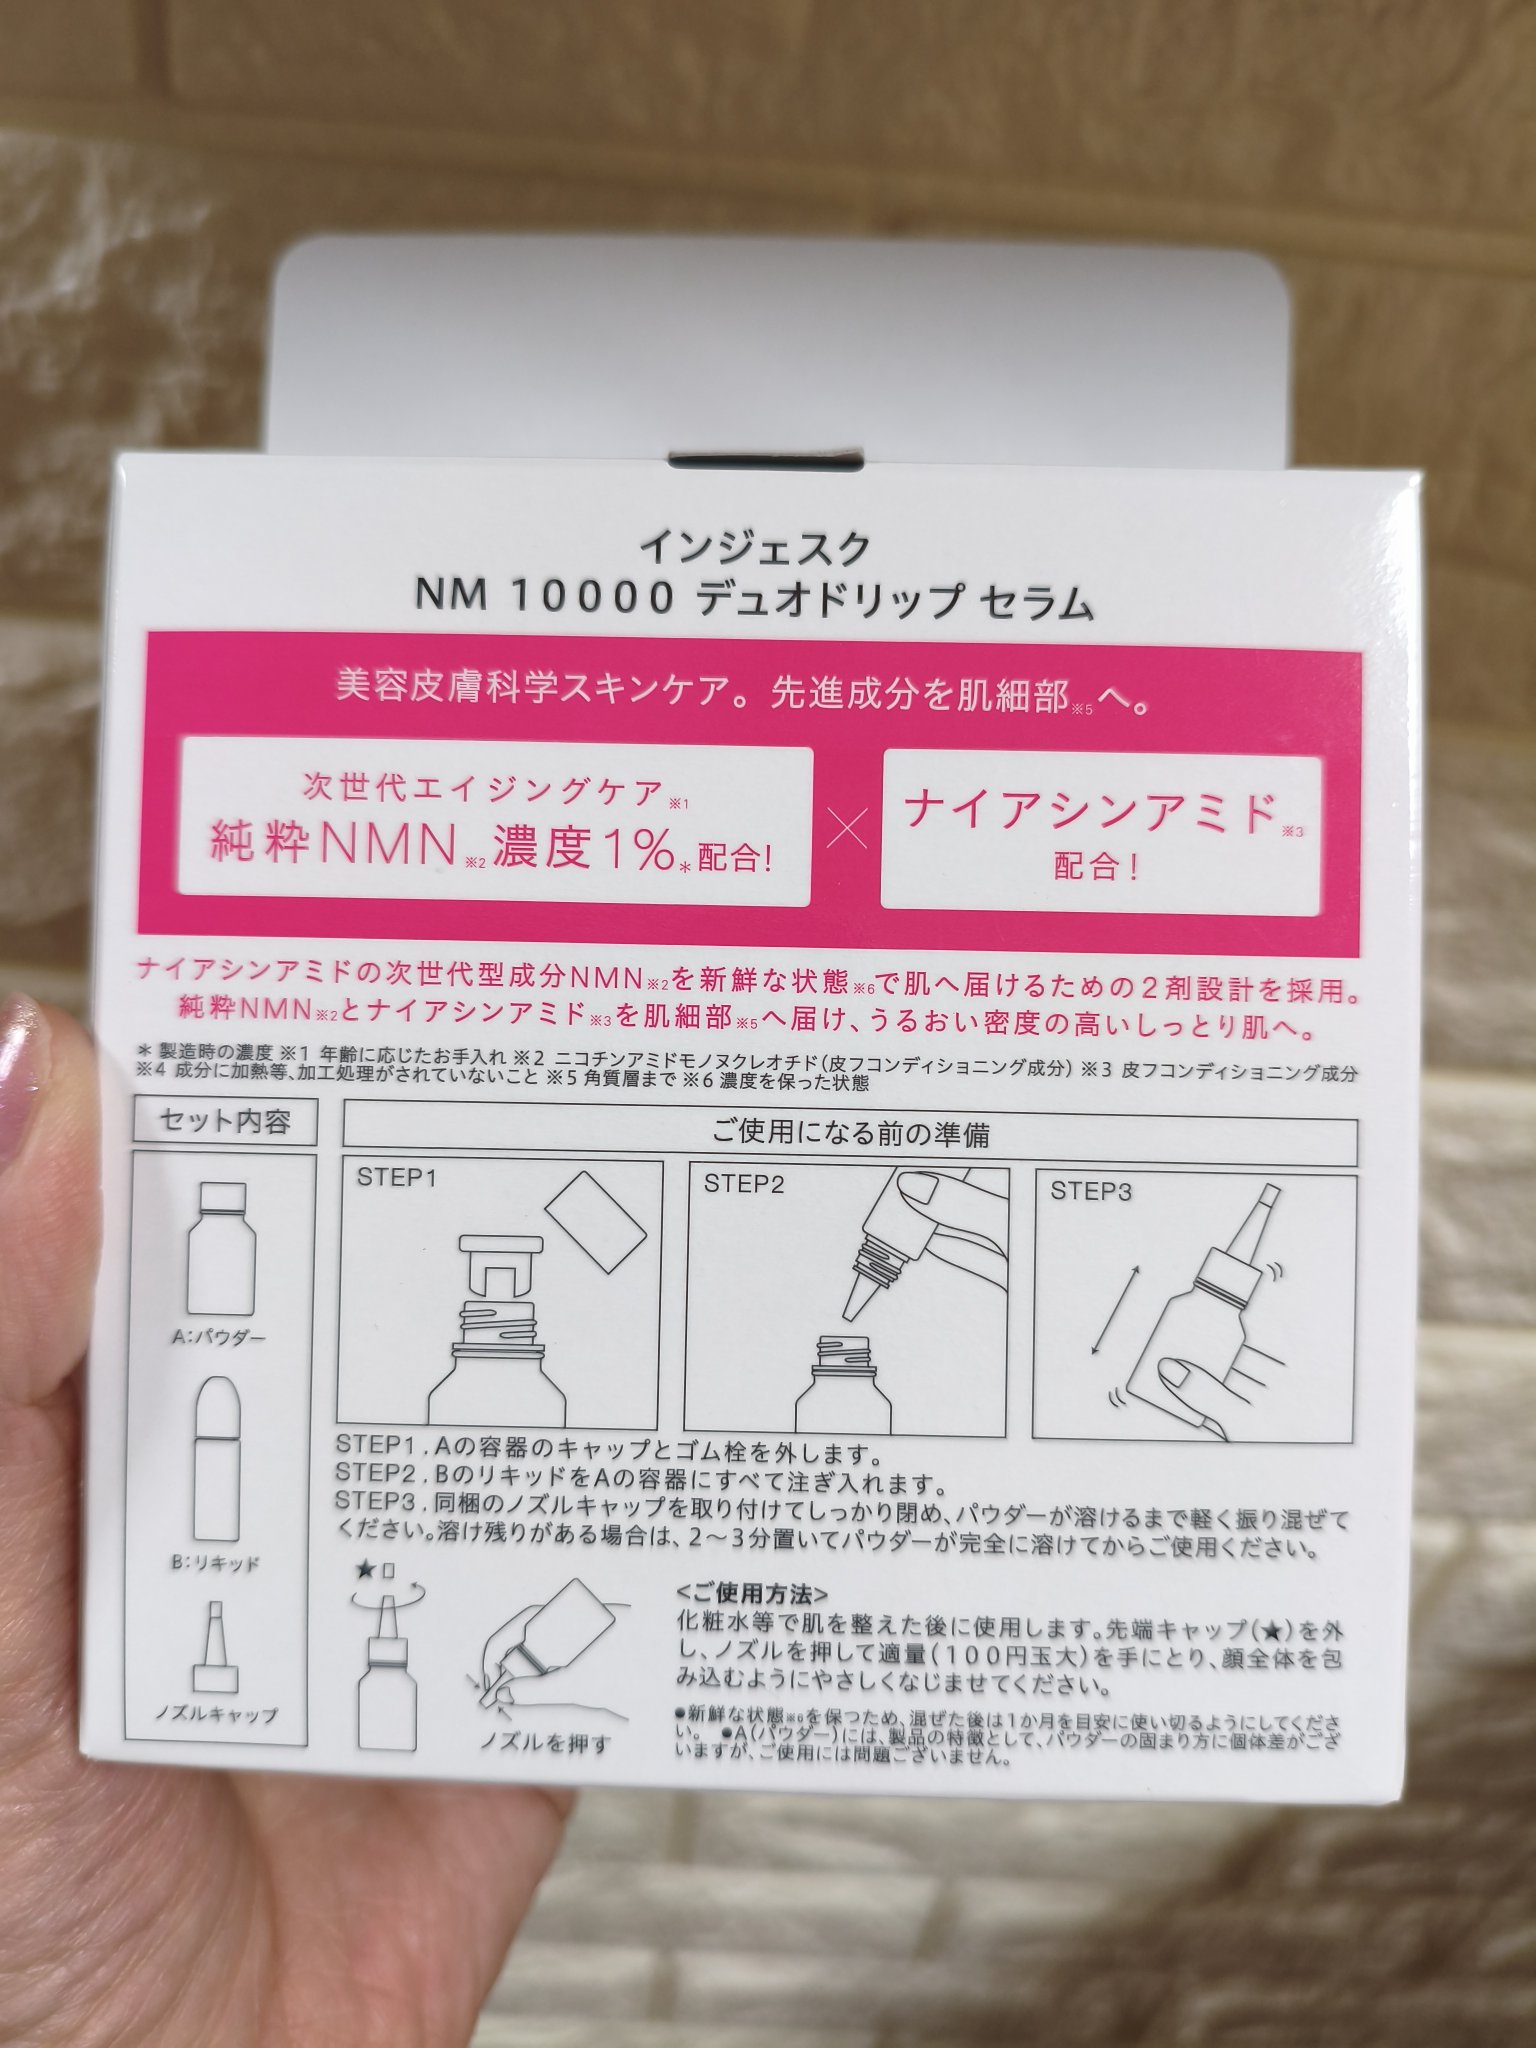 インジェスク
NM 10000 デュオドリップ セラム
美容皮膚科学スキンケア。先進成分を肌細部※5へ。
次世代エイジングケア※1
純粋NMN※2濃度1%*配合!
×
ナイアシンアミド※3
配合!
ナイアシンアミドの次世代型成分NMN※2を新鮮な状態※6で肌へ届けるための2剤設計を採用。
純粋NMN※2とナイアシンアミド※3を肌細部※5へ届け、うるおい密度の高いしっとり肌へ。
* 製造時の濃度 ※1 年齢に応じたお手入れ ※2 ニコチンアミドモノヌクレオチド(皮フコンディショニング成分) ※3 皮フコンディショニング成分
※4 成分に加熱等、加工処理がされていないこと ※5 角質層まで ※6 濃度を保った状態
セット内容
A:パウダー
B:リキッド
ノズルキャップ
ご使用になる前の準備
STEP1
STEP2
STEP3
STEP1.Aの容器のキャップとゴム栓を外します。
STEP2.BのリキッドをAの容器にすべて注ぎ入れます。
STEP3.同梱のノズルキャップを取り付けてしっかり閉め、パウダーが溶けるまで軽く振り混ぜて
ください。溶け残りがある場合は、2〜3分置いてパウダーが完全に溶けてからご使用ください。
★
ノズルを押す
<ご使用方法>
化粧水等で肌を整えた後に使用します。先端キャップ(★)を外
し、ノズルを押して適量(100円玉大)を手にとり、顔全体を包
み込むようにやさしくなじませてください。
●新鮮な状態※6を保つため、混ぜた後は1か月を目安に使い切るようにしてくださ
い。 ●A(パウダー)には、製品の特徴として、パウダーの固まり方に個体差がござ
いますが、ご使用には問題ございません。